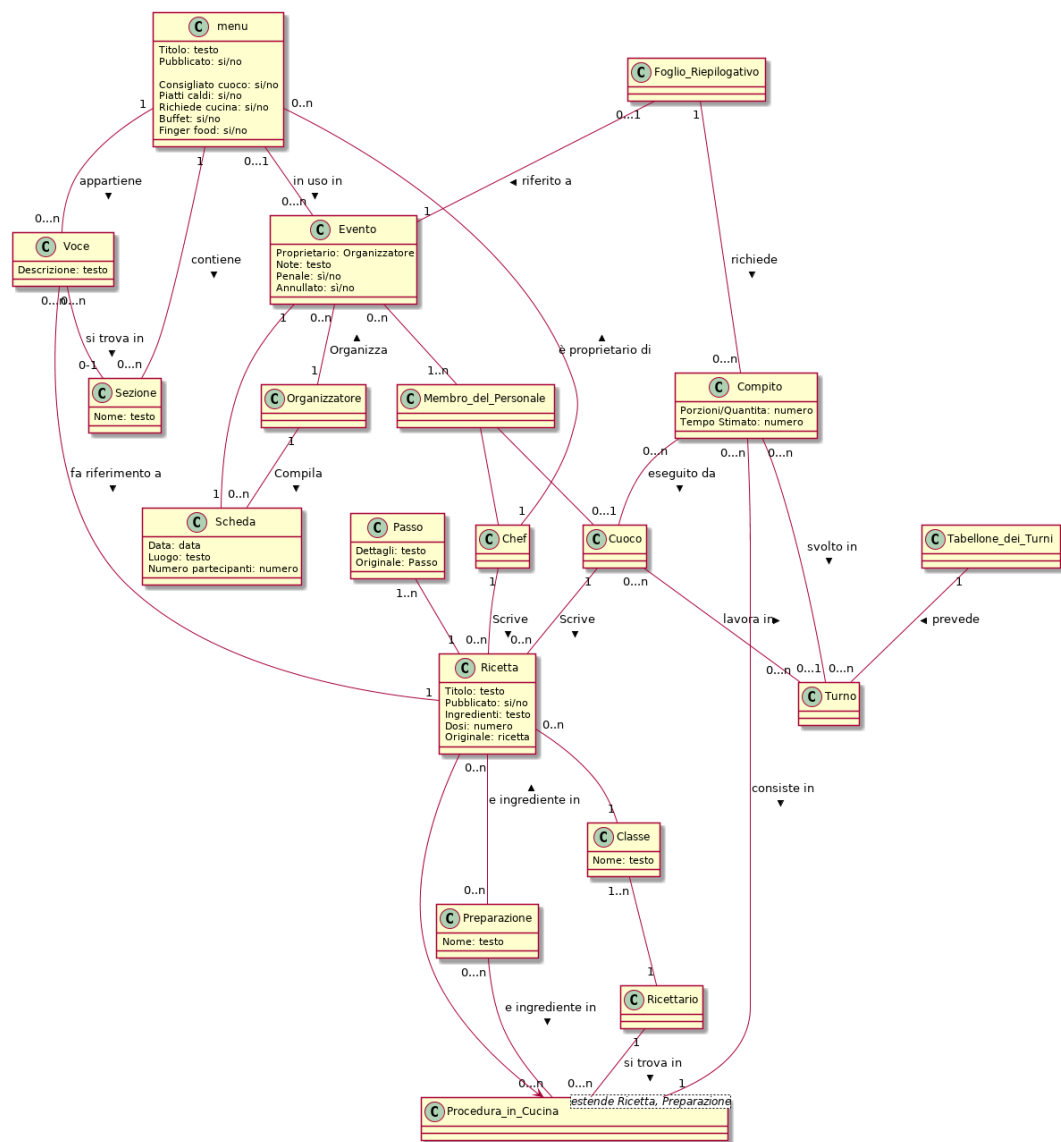 menu
Titolo: testo
Pubblicato: si/no
Consigliato cuoco: si/no
Piatti caldi: si/no
Richiede cucina: si/no
Buffet: si/no
Finger food: si/no
Foglio_Riepilogativo
1
0..n
0...1
1
1
0...1
appartiene
in uso in
riferito a
0...n
0...n
1
Voce
Descrizione: testo
Evento
Proprietario: Organizzatore
Note: testo
Penale: sì/no
Annullato: sì/no
contiene
richiede
0...n
0...n
1
0..n
0..n
si trova in
Organizza
è proprietario di
0-1
0...n
1
1..n
0...n
Sezione
Nome: testo
Organizzatore
Membro_del_Personale
Compito
Porzioni/Quantita: numero
Tempo Stimato: numero
1
0...n
0...n
0...n
fa riferimento a
Compila
eseguito da
1
0..n
1
0...1
Scheda
Data: data
Luogo: testo
Numero partecipanti: numero
Passo
Dettagli: testo
Originale: Passo
Chef
Cuoco
Tabellone_dei_Turni
svolto in
1..n
1
1
0...n
1
Scrive
Scrive
lavora in
prevede
1
0..n
0..n
0...n
0...1
0...n
Ricetta
Titolo: testo
Pubblicato: si/no
Ingredienti: testo
Dosi: numero
Originale: ricetta
1
Turno
0..n
0..n
e ingrediente in
consiste in
1
Classe
Nome: testo
0..n
1..n
Preparazione
Nome: testo
0...n
1
Ricettario
e ingrediente in
1
si trova in
0...n
0...n
1
Procedura_in_Cucina
estende Ricetta, Preparazione